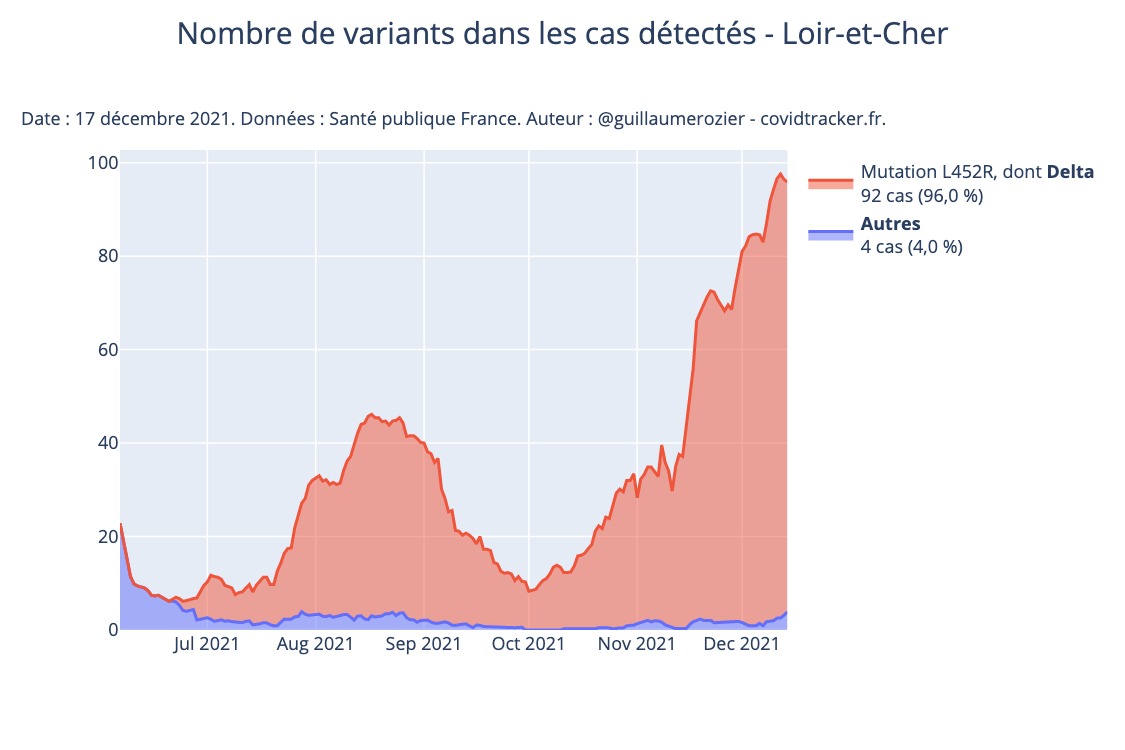 Nombre de variants dans les cas détectés - Loir-et-Cher
Date : 17 décembre 2021. Données : Santé publique France. Auteur : @guillaumerozier - covidtracker.fr.
100
80
60
40
20
0
Jul 2021
Aug 2021
Sep 2021
Oct 2021
Nov 2021
Dec 2021
Mutation L452R, dont Delta
92 cas (96,0 %)
Autres
4 cas (4,0 %)